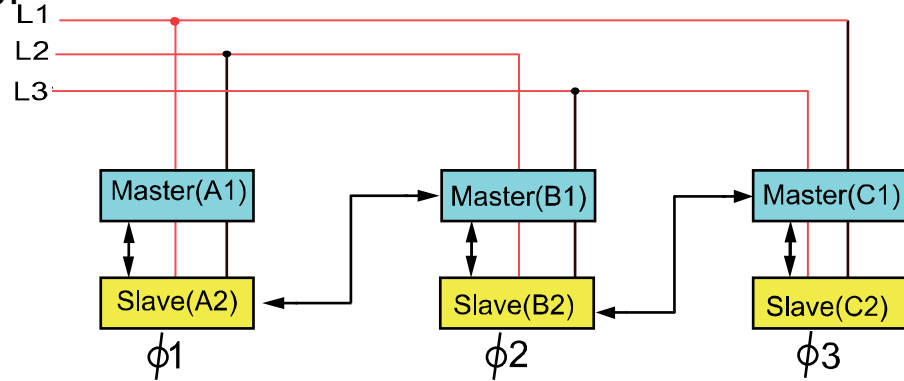 L1
L2
L3
Master(A1)
Master(B1)
Master(C1)
Slave(A2)
Slave(B2)
Slave(C2)
ϕ1
ϕ2
ϕ3